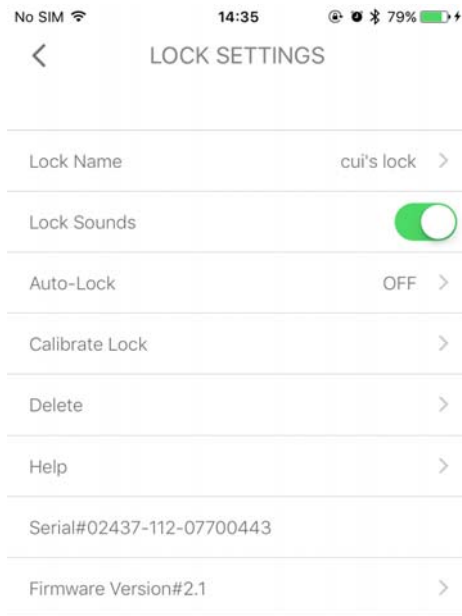 No SIM 14:35 79%
LOCK SETTINGS
Lock Name cui's lock
Lock Sounds
Auto-Lock OFF
Calibrate Lock
Delete
Help
Serial#02437-112-07700443
Firmware Version#2.1